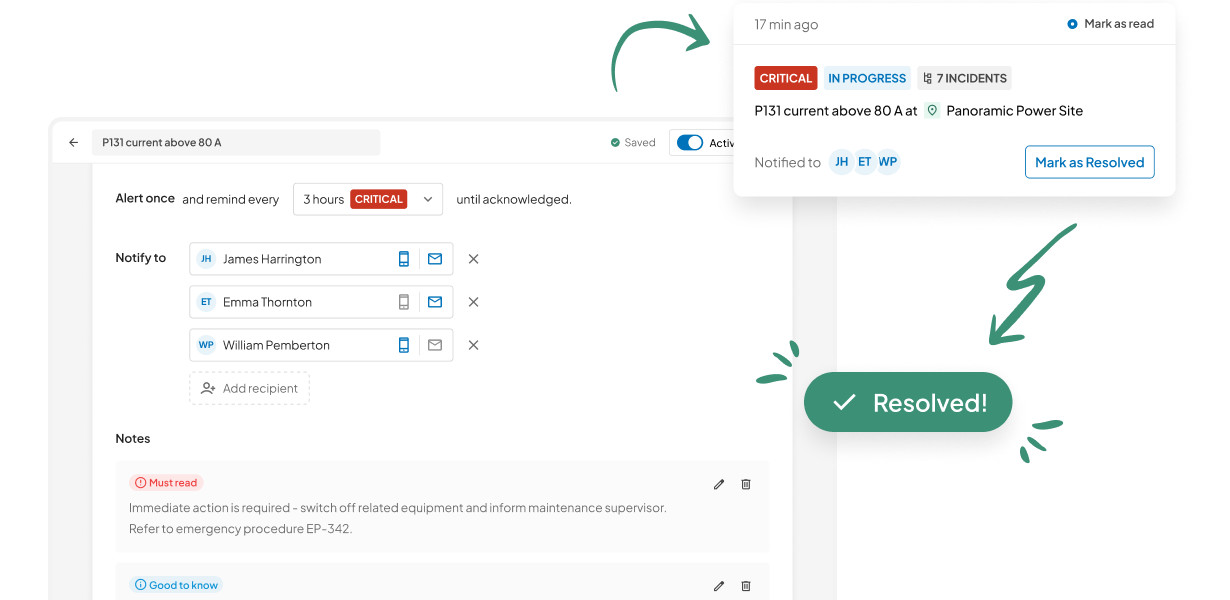 17 min ago
Mark as read
CRITICAL IN PROGRESS 7 INCIDENTS
P131 current above 80 A at Panoramic Power Site
Notified to JH ET WP Mark as Resolved
P131 current above 80 A
Saved
Alert once and remind every 3 hours CRITICAL until acknowledged.
Notify to
JH James Harrington
ET Emma Thornton
WP William Pemberton
Add recipient
Resolved!
Notes
Must read
Immediate action is required - switch off related equipment and inform maintenance supervisor.
Refer to emergency procedure EP-342.
Good to know